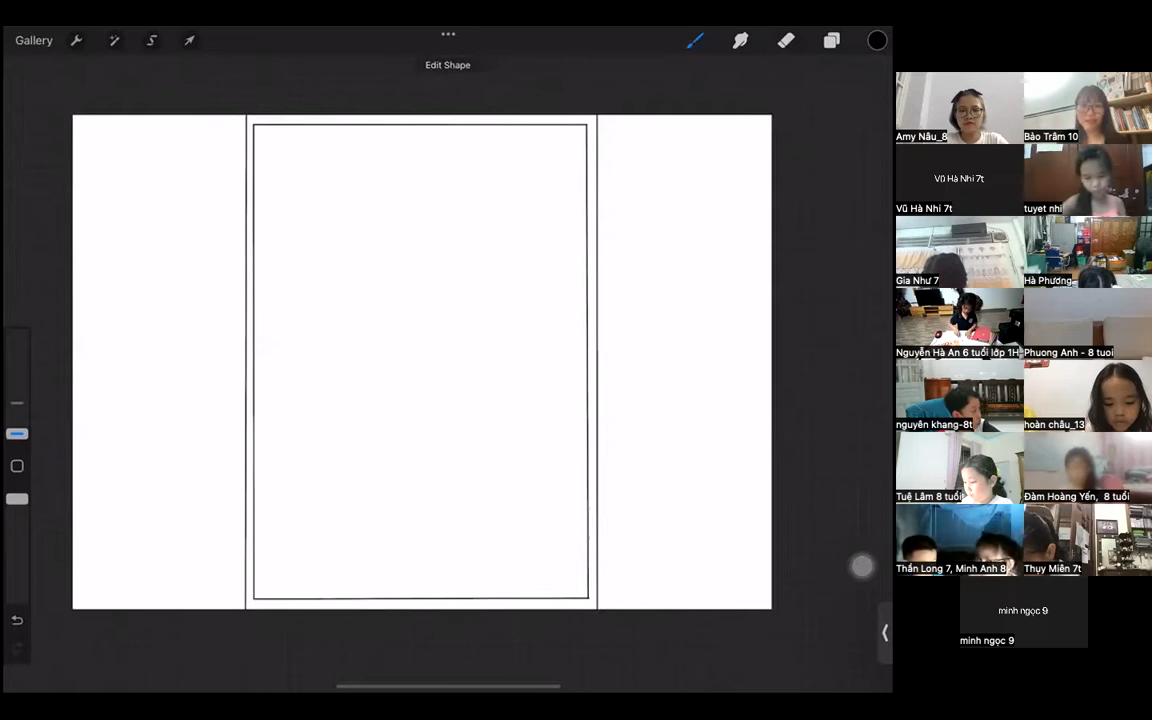 Gallery
Edit Shape
Amy Nâu_8
Bảo Trâm 10
Vũ Hà Nhi 7t
Vũ Hà Nhi 7t
tuyet nhi
Gia Như 7
Hà Phương
Nguyễn Hà An 6 tuổi lớp 1H
Phuong Anh - 8 tuoi
nguyên khang-8t
hoàn châu_13
Tuệ Lâm 8 tuổi
Đàm Hoàng Yến, 8 tuổi
Thần Long 7, Minh Anh 8
Thụy Miên 7t
minh ngọc 9
minh ngọc 9